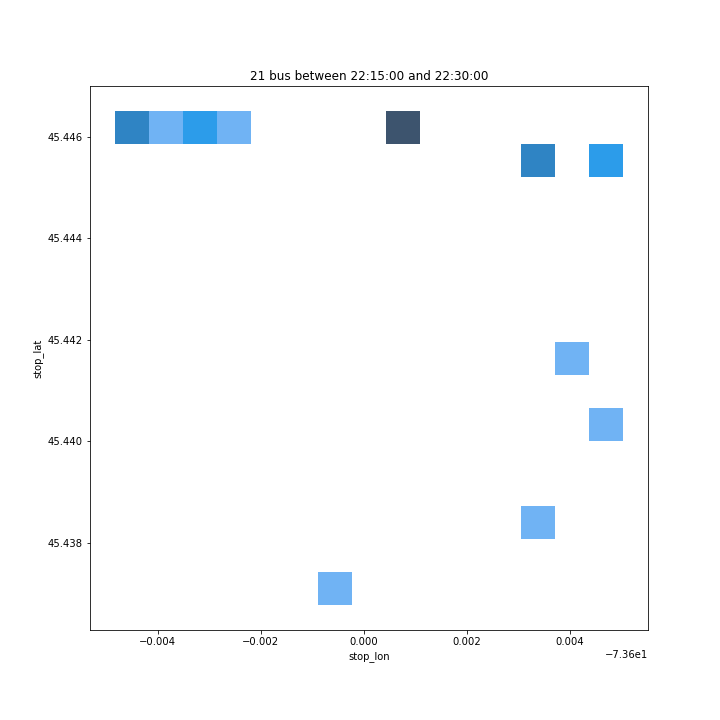 21 bus between 22:15:00 and 22:30:00
45.446
45.444
45.442
45.440
45.438
stop_lat
−0.004 −0.002 0.000 0.002 0.004
stop_lon
−7.36e1